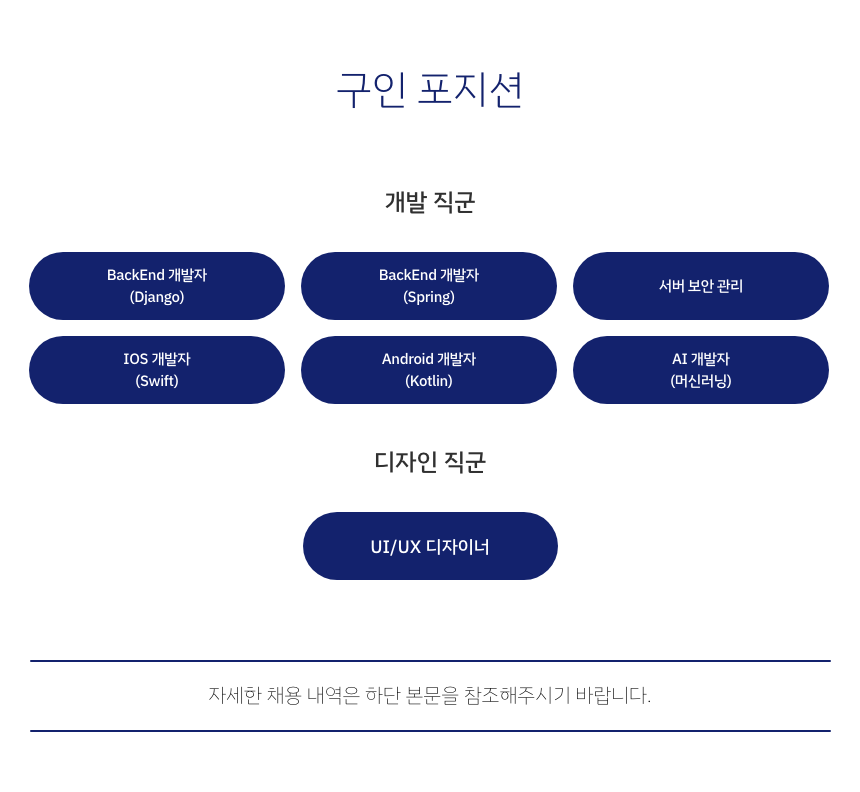 구인 포지션
개발 직군
BackEnd 개발자
(Django)
BackEnd 개발자
(Spring)
서버 보안 관리
IOS 개발자
(Swift)
Android 개발자
(Kotlin)
AI 개발자
(머신러닝)
디자인 직군
UI/UX 디자이너
자세한 채용 내역은 하단 본문을 참조해주시기 바랍니다.